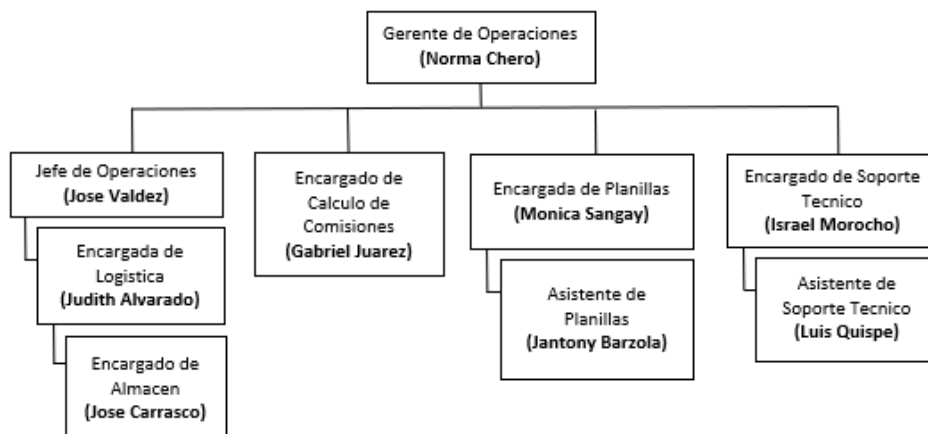 Gerente de Operaciones
(Norma Chero)
Jefe de Operaciones
(Jose Valdez)
Encargada de
Logistica
(Judith Alvarado)
Encargado de
Almacen
(Jose Carrasco)
Encargado de
Calculo de
Comisiones
(Gabriel Juarez)
Encargada de Planillas
(Monica Sangay)
Asistente de
Planillas
(Jantony Barzola)
Encargado de Soporte
Tecnico
(Israel Morocho)
Asistente de
Soporte Tecnico
(Luis Quispe)